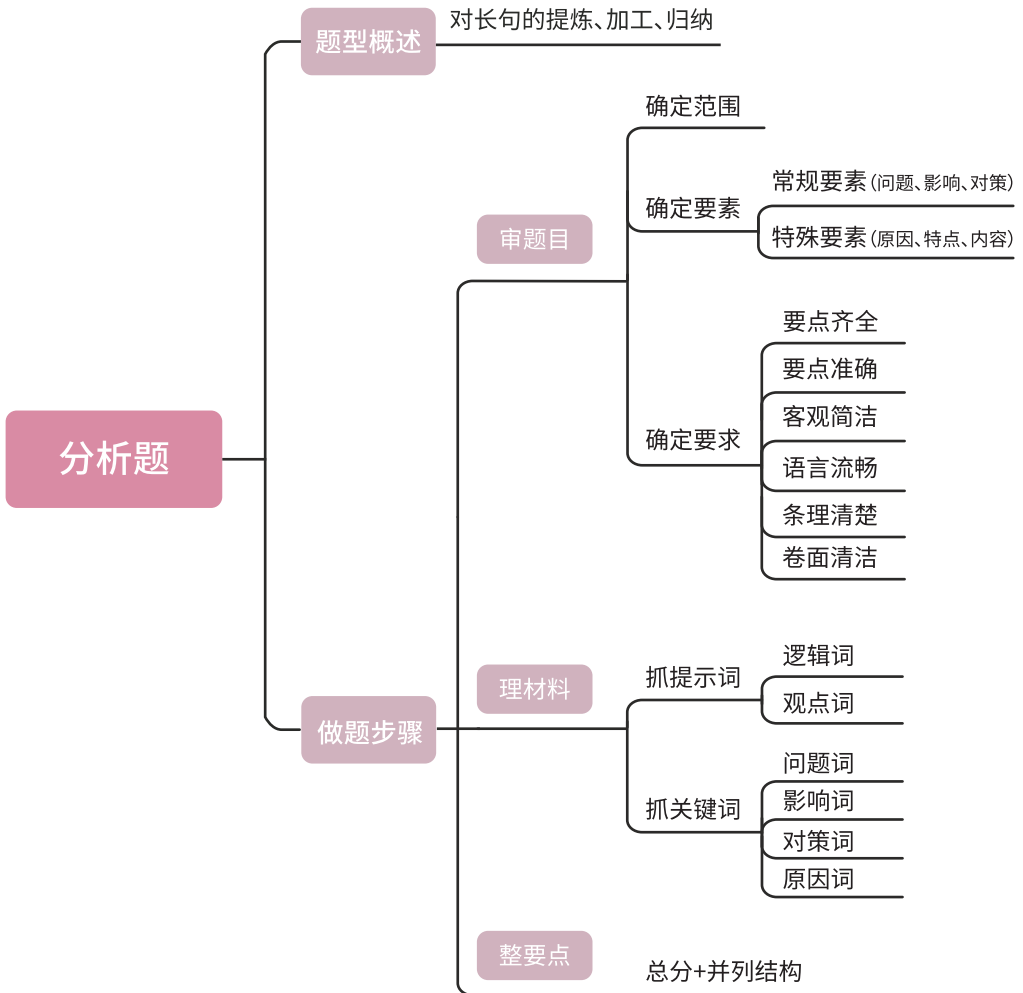 分析题
题型概述
对长句的提炼、加工、归纳
做题步骤
审题目
确定范围
确定要素
常规要素(问题、影响、对策)
特殊要素(原因、特点、内容)
确定要求
要点齐全
要点准确
客观简洁
语言流畅
条理清楚
卷面清洁
理材料
抓提示词
逻辑词
观点词
抓关键词
问题词
影响词
对策词
原因词
整要点
总分+并列结构